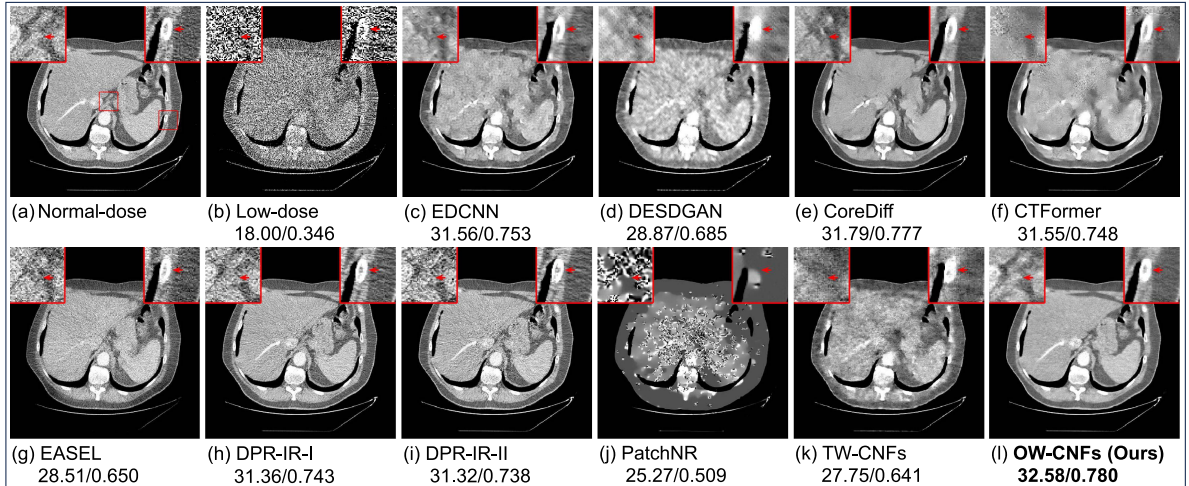 (a) Normal-dose
(b) Low-dose
18.00/0.346
(c) EDCNN
31.56/0.753
(d) DESDGAN
28.87/0.685
(e) CoreDiff
31.79/0.777
(f) CTFormer
31.55/0.748
(g) EASEL
28.51/0.650
(h) DPR-IR-I
31.36/0.743
(i) DPR-IR-II
31.32/0.738
(j) PatchNR
25.27/0.509
(k) TW-CNFs
27.75/0.641
(l) OW-CNFs (Ours)
32.58/0.780